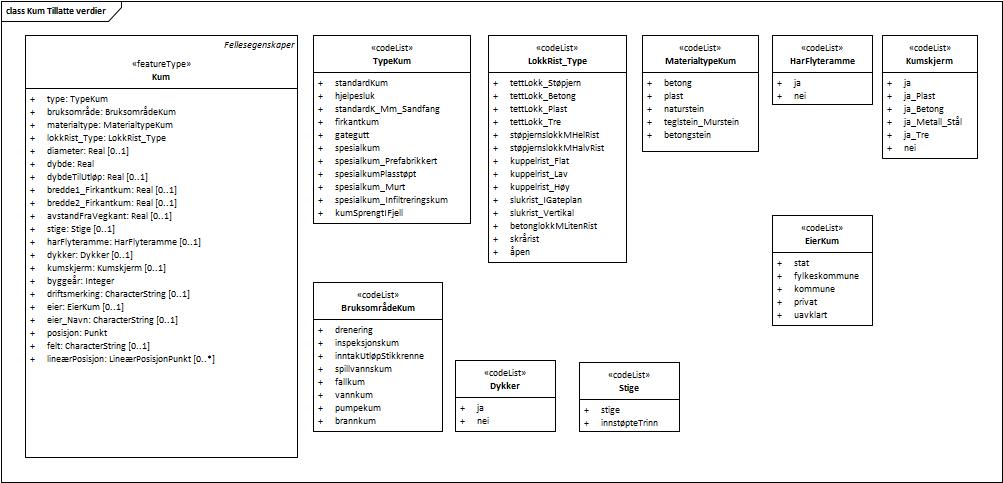 class Kum Tillatte verdier
Fellesegenskaper
«featureType»
Kum
+ type: TypeKum
+ bruksområde: BruksområdeKum
+ materialtype: MaterialtypeKum
+ lokkRist_Type: LokkRist_Type
+ diameter: Real [0..1]
+ dybde: Real
+ dybdeTilUtløp: Real [0..1]
+ bredde1_Firkantkum: Real [0..1]
+ bredde2_Firkantkum: Real [0..1]
+ avstandFraVegkant: Real [0..1]
+ stige: Stige [0..1]
+ harFlyteramme: HarFlyteramme [0..1]
+ dykker: Dykker [0..1]
+ kumskjerm: Kumskjerm [0..1]
+ byggeår: Integer
+ driftsmerking: CharacterString [0..1]
+ eier: EierKum [0..1]
+ eier_Navn: CharacterString [0..1]
+ posisjon: Punkt
+ felt: CharacterString [0..1]
+ lineærPosisjon: LineærPosisjonPunkt [0..*]
«codeList»
TypeKum
+ standardKum
+ hjelpesluk
+ standardK_Mm_Sandfang
+ firkantkum
+ gategutt
+ spesialkum
+ spesialkum_Prefabrikkert
+ spesialkumPlasstøpt
+ spesialkum_Murt
+ spesialkum_Infiltreringskum
+ kumSprengtIFjell
«codeList»
LokkRist_Type
+ tettLokk_Støpjern
+ tettLokk_Betong
+ tettLokk_Plast
+ tettLokk_Tre
+ støpjernslokkMHelRist
+ støpjernslokkMHalvRist
+ kuppelrist_Flat
+ kuppelrist_Lav
+ kuppelrist_Høy
+ slukrist_IGateplan
+ slukrist_Vertikal
+ betonglokkMLitenRist
+ skrårist
+ åpen
«codeList»
MaterialtypeKum
+ betong
+ plast
+ naturstein
+ teglstein_Murstein
+ betongstein
«codeList»
HarFlyteramme
+ ja
+ nei
«codeList»
Kumskjerm
+ ja
+ ja_Plast
+ ja_Betong
+ ja_Metall_Stål
+ ja_Tre
+ nei
«codeList»
EierKum
+ stat
+ fylkeskommune
+ kommune
+ privat
+ uavklart
«codeList»
BruksområdeKum
+ drenering
+ inspeksjonskum
+ inntakUtløpStikkrenne
+ spillvannskum
+ fallkum
+ vannkum
+ pumpekum
+ brannkum
«codeList»
Dykker
+ ja
+ nei
«codeList»
Stige
+ stige
+ innstøpteTrinn